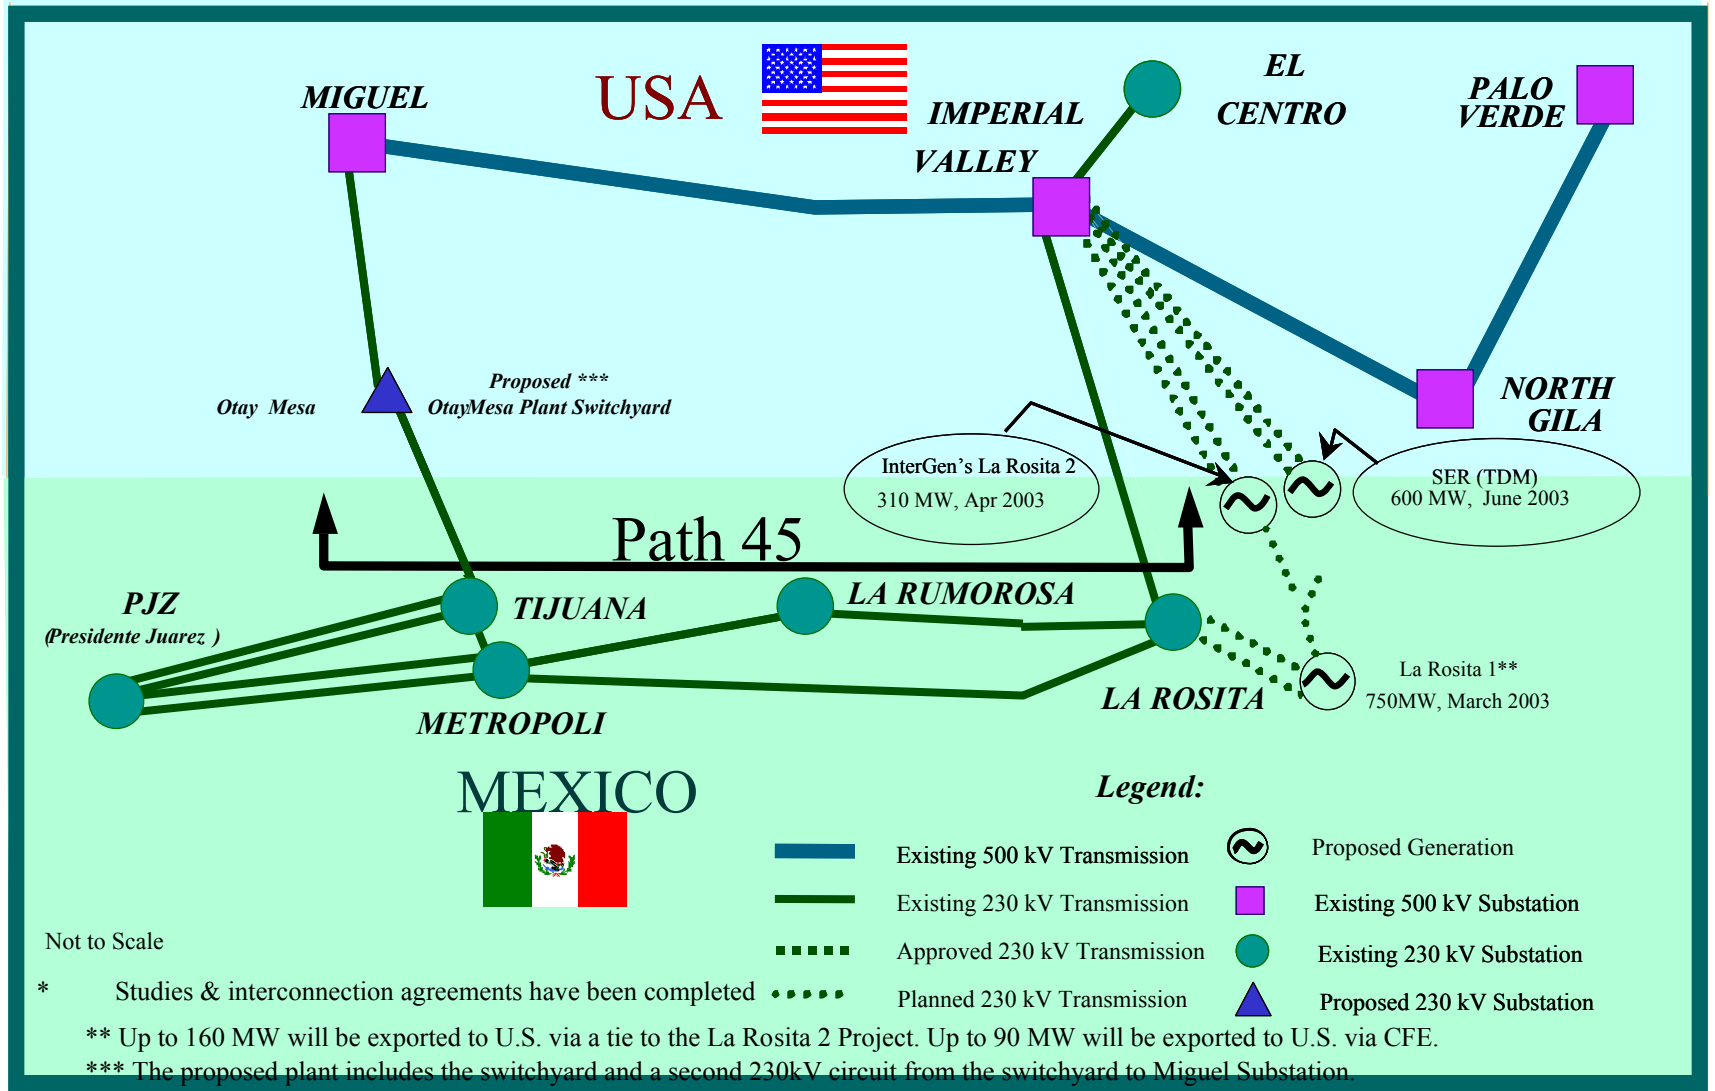 MIGUEL
USA
IMPERIAL
VALLEY
EL
CENTRO
PALO
VERDE
Otay Mesa
Proposed ***
OtayMesa Plant Switchyard
NORTH
GILA
InterGen's La Rosita 2
310 MW, Apr 2003
SER (TDM)
600 MW, June 2003
Path 45
PJZ
(Presidente Juarez )
TIJUANA
LA RUMOROSA
METROPOLI
LA ROSITA
La Rosita 1**
750MW, March 2003
MEXICO
Legend:
Existing 500 kV Transmission
Proposed Generation
Existing 230 kV Transmission
Existing 500 kV Substation
Approved 230 kV Transmission
Existing 230 kV Substation
Planned 230 kV Transmission
Proposed 230 kV Substation
Not to Scale
* Studies & interconnection agreements have been completed
** Up to 160 MW will be exported to U.S. via a tie to the La Rosita 2 Project. Up to 90 MW will be exported to U.S. via CFE.
*** The proposed plant includes the switchyard and a second 230kV circuit from the switchyard to Miguel Substation.